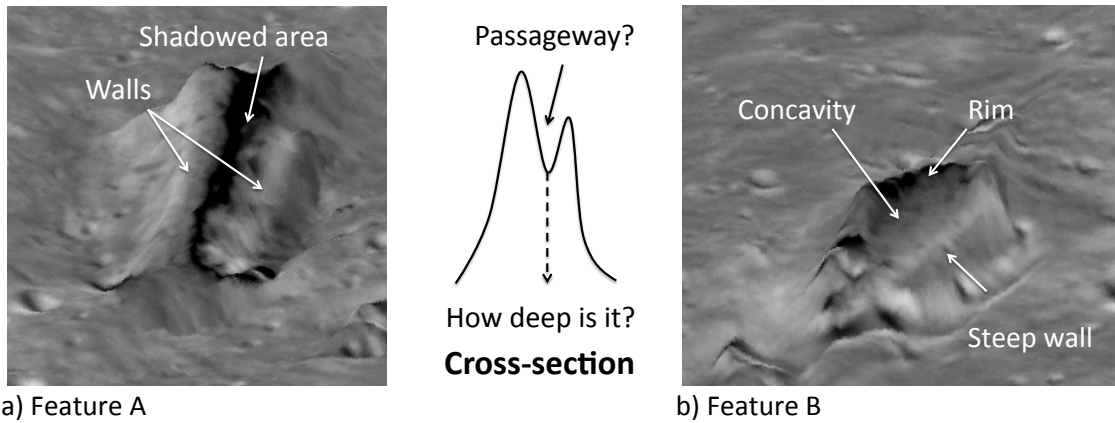 Shadowed area
Walls
Passageway?
How deep is it?
Cross-section
Concavity
Rim
Steep wall
a) Feature A
b) Feature B